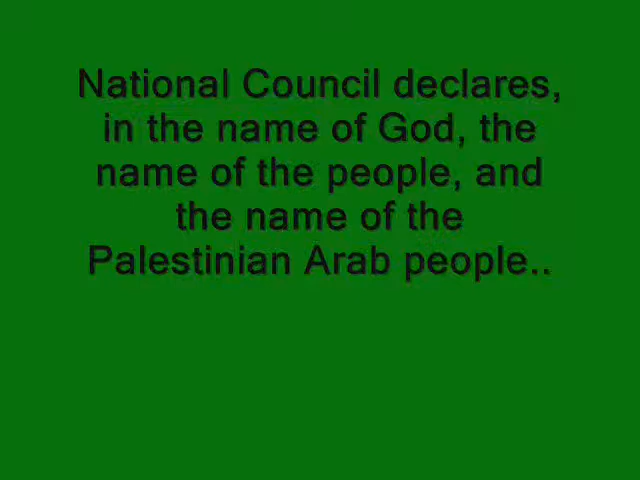 National Council declares,
in the name of God, the
name of the people, and
the name of the
Palestinian Arab people..